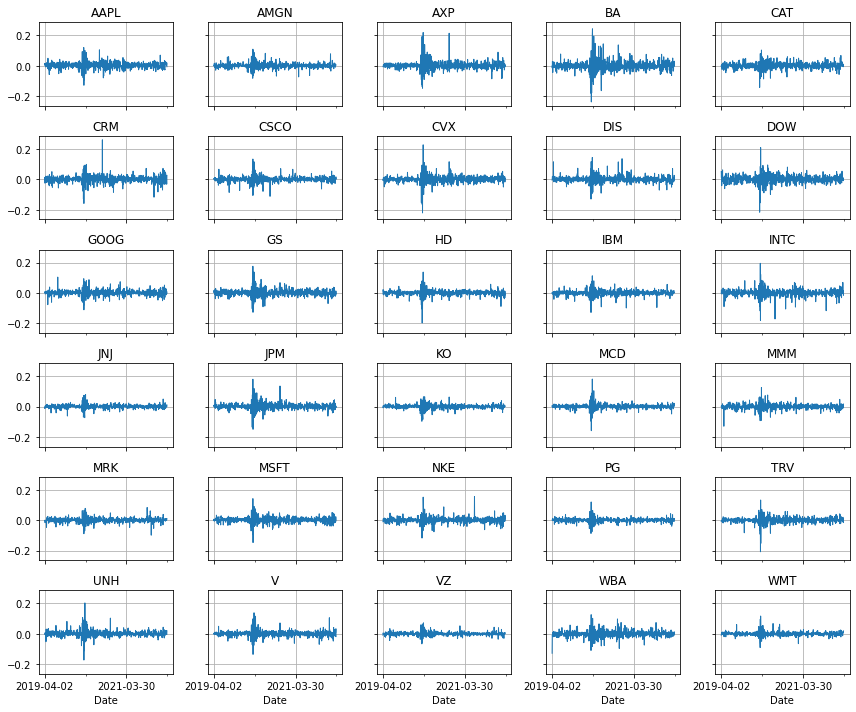 AAPL AMGN AXP BA CAT
0.2
0.0
−0.2
CRM CSCO CVX DIS DOW
0.2
0.0
−0.2
GOOG GS HD IBM INTC
0.2
0.0
−0.2
JNJ JPM KO MCD MMM
0.2
0.0
−0.2
MRK MSFT NKE PG TRV
0.2
0.0
−0.2
UNH V VZ WBA WMT
0.2
0.0
−0.2
2019-04-02 2021-03-30 2019-04-02 2021-03-30 2019-04-02 2021-03-30 2019-04-02 2021-03-30 2019-04-02 2021-03-30
Date Date Date Date Date